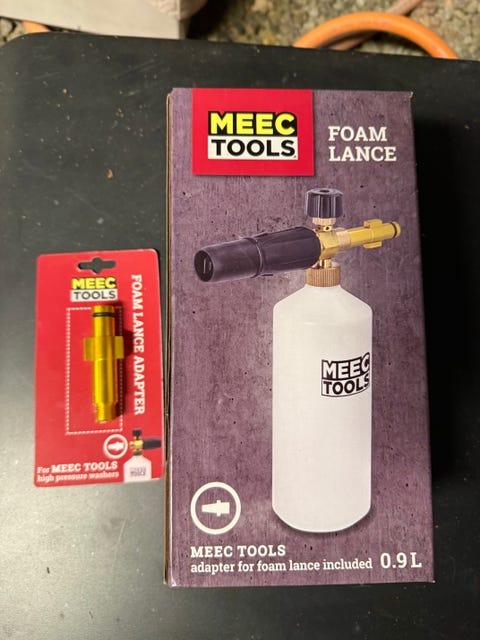 MEEC
TOOLS
FOAM
LANCE
MEEC
TOOLS
MEEC TOOLS
adapter for foam lance included 0.9 L
MEEC
TOOLS
FOAM LANCE ADAPTER
For MEEC TOOLS
high pressure washers